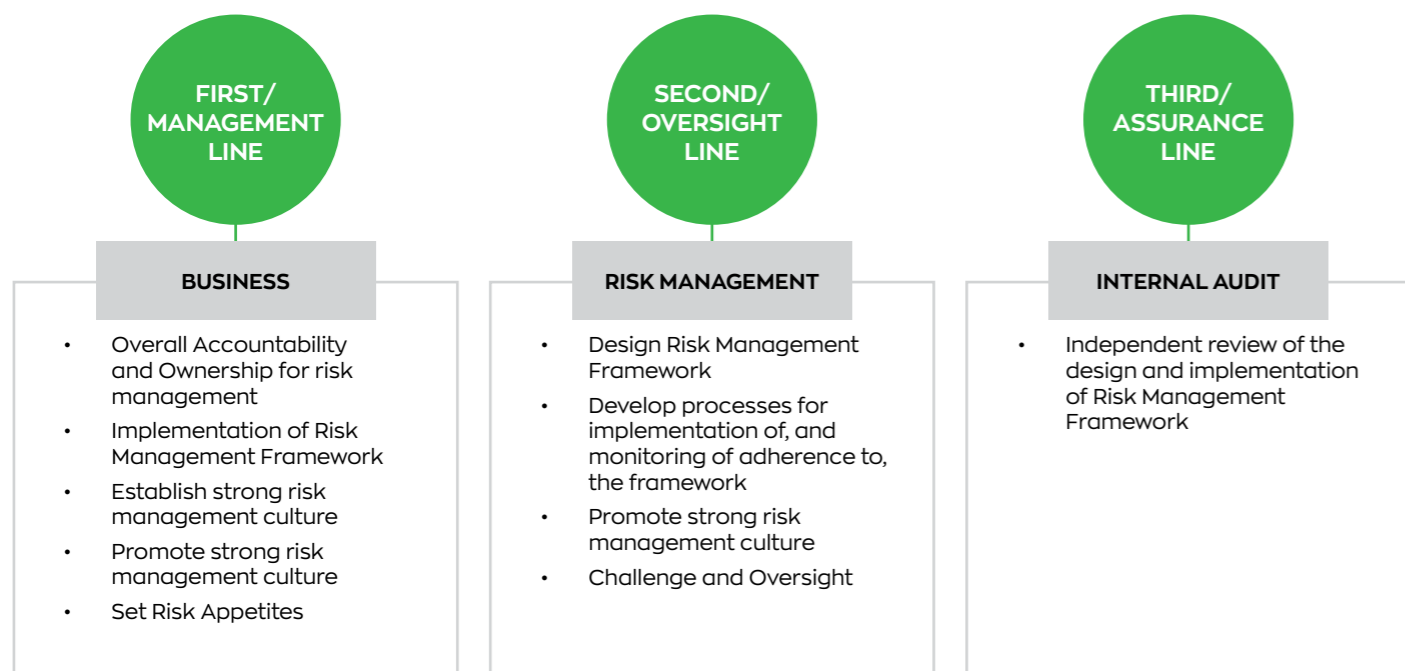 FIRST/
MANAGEMENT
LINE
BUSINESS
• Overall Accountability
and Ownership for risk
management
• Implementation of Risk
Management Framework
• Establish strong risk
management culture
• Promote strong risk
management culture
• Set Risk Appetites
SECOND/
OVERSIGHT
LINE
RISK MANAGEMENT
• Design Risk Management
Framework
• Develop processes for
implementation of, and
monitoring of adherence to,
the framework
• Promote strong risk
management culture
• Challenge and Oversight
THIRD/
ASSURANCE
LINE
INTERNAL AUDIT
• Independent review of the
design and implementation
of Risk Management
Framework